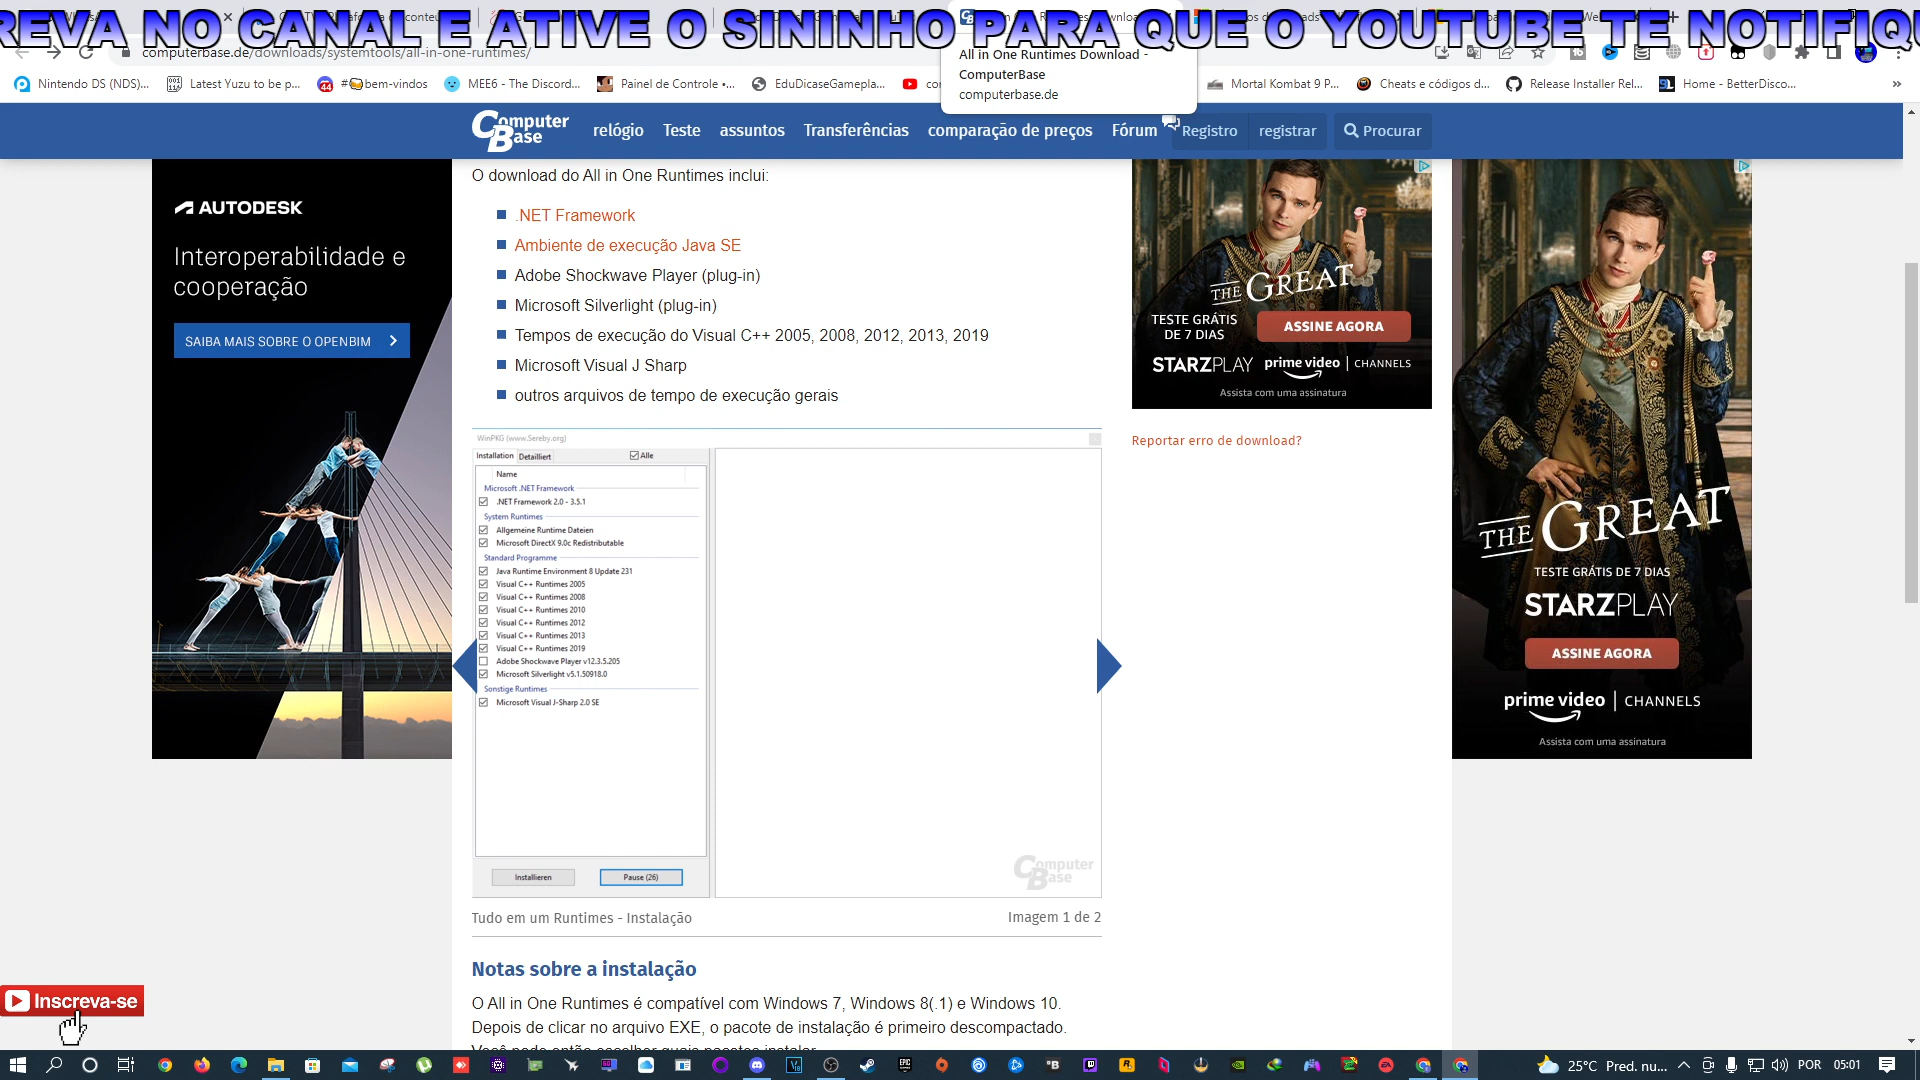 REVA NO CANAL E ATIVE O SININHO PARA QUE O YOUTUBE TE NOTIFIQU
computerbase.de/downloads/systemtools/all-in-one-runtimes/
All in One Runtimes Download -
ComputerBase
computerbase.de
Nintendo DS (NDS)...
Latest Yuzu to be p...
bem-vindos
MEE6 - The Discord...
Painel de Controle •...
EduDicaseGamepla...
Mortal Kombat 9 P...
Cheats e códigos d...
Release Installer Rel...
Home - BetterDisco...
»
ComputerBase
relógio
Teste
assuntos
Transferências
comparação de preços
Fórum
Registro
registrar
Procurar
O download do All in One Runtimes inclui:
.NET Framework
Ambiente de execução Java SE
Adobe Shockwave Player (plug-in)
Microsoft Silverlight (plug-in)
Tempos de execução do Visual C++ 2005, 2008, 2012, 2013, 2019
Microsoft Visual J Sharp
outros arquivos de tempo de execução gerais
AUTODESK
Interoperabilidade e
cooperação
SAIBA MAIS SOBRE O OPENBIM
WinPKG (www.Sereby.org)
Installation
Detailliert
Alle
Name
Microsoft .NET Framework
.NET Framework 2.0 - 3.5.1
System Runtimes
Allgemeine Runtime Dateien
Microsoft DirectX 9.0c Redistributable
Standard Programme
Java Runtime Environment 8 Update 231
Visual C++ Runtimes 2005
Visual C++ Runtimes 2008
Visual C++ Runtimes 2010
Visual C++ Runtimes 2012
Visual C++ Runtimes 2013
Visual C++ Runtimes 2019
Adobe Shockwave Player v12.3.5.205
Microsoft Silverlight v5.1.50918.0
Sonstige Runtimes
Microsoft Visual J-Sharp 2.0 SE
Installieren
Pause (26)
ComputerBase
Tudo em um Runtimes - Instalação
Imagem 1 de 2
Notas sobre a instalação
O All in One Runtimes é compatível com Windows 7, Windows 8(.1) e Windows 10.
Depois de clicar no arquivo EXE, o pacote de instalação é primeiro descompactado.
THE GREAT
TESTE GRÁTIS
DE 7 DIAS
ASSINE AGORA
STARZPLAY
prime video | CHANNELS
Assista com uma assinatura
Reportar erro de download?
THE GREAT
TESTE GRÁTIS DE 7 DIAS
STARZPLAY
ASSINE AGORA
prime video | CHANNELS
Assista com uma assinatura
Inscreva-se
25°C
Pred. nu...
POR
05:01